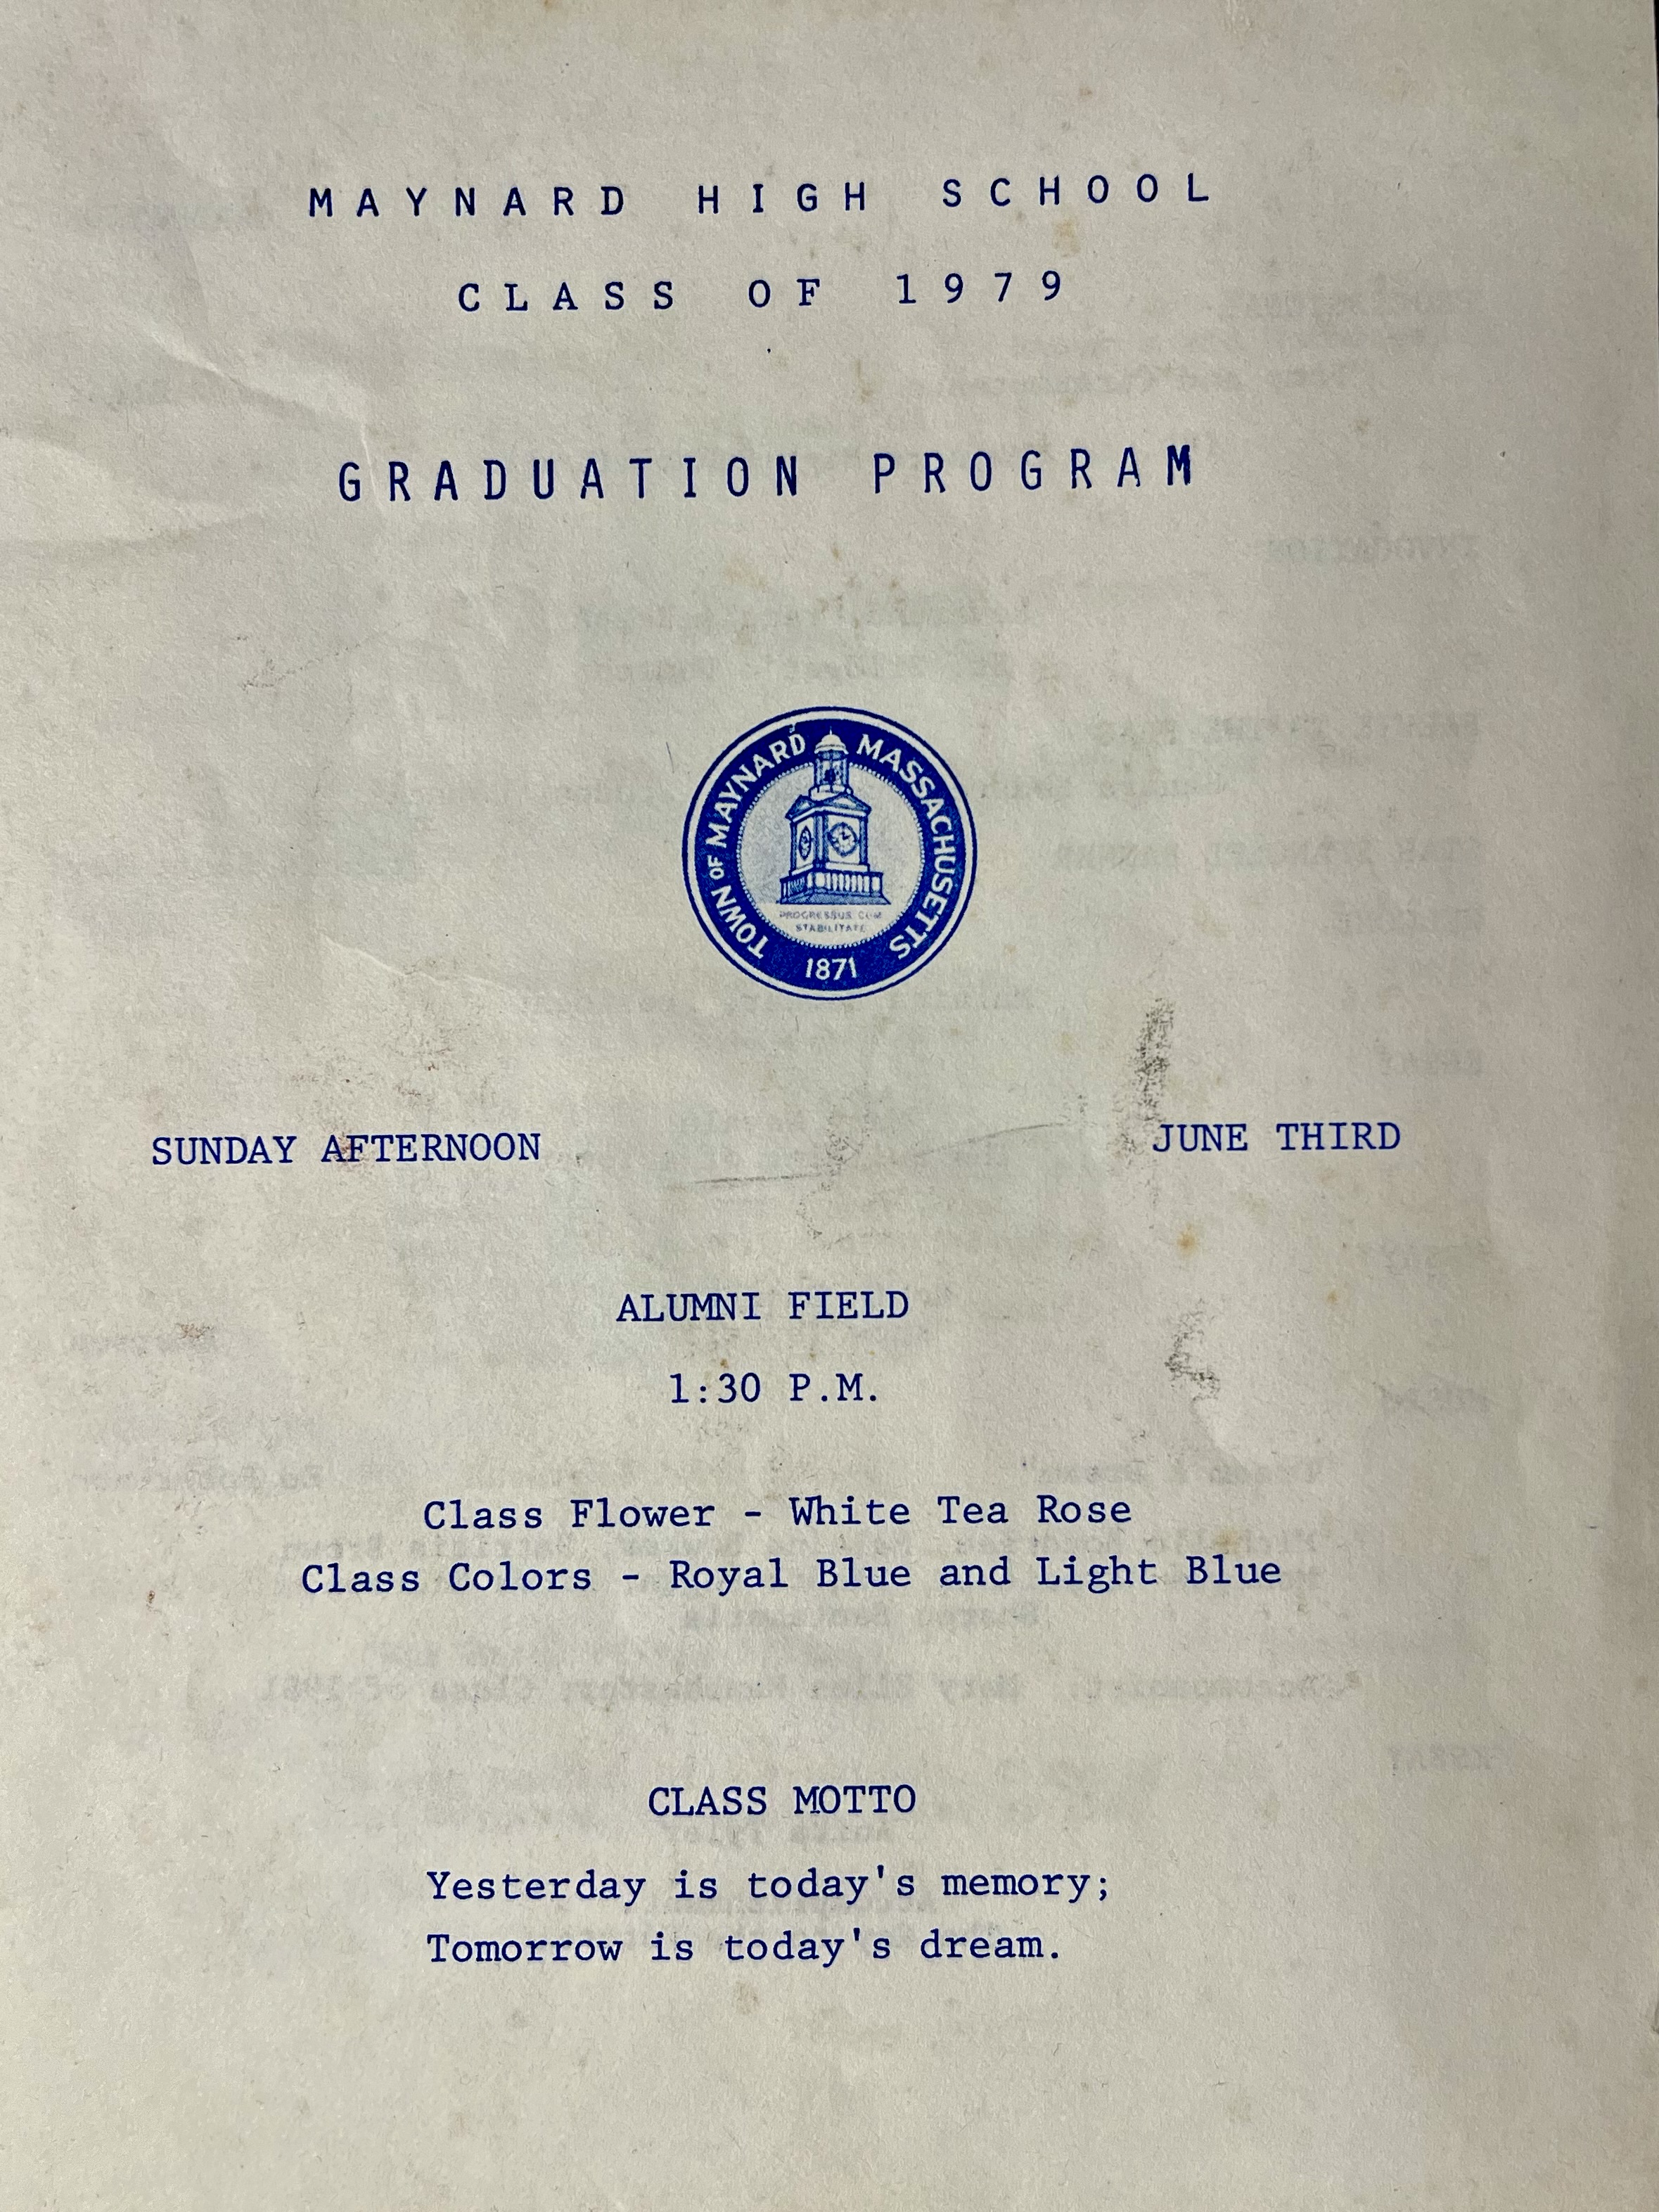 MAYNARD HIGH SCHOOL
CLASS OF 1979
GRADUATION PROGRAM
TOWN OF MAYNARD MASSACHUSETTS
PROGRESSUS CUM
STABILITATE
1871
SUNDAY AFTERNOON JUNE THIRD
ALUMNI FIELD
1:30 P.M.
Class Flower - White Tea Rose
Class Colors - Royal Blue and Light Blue
CLASS MOTTO
Yesterday is today's memory;
Tomorrow is today's dream.